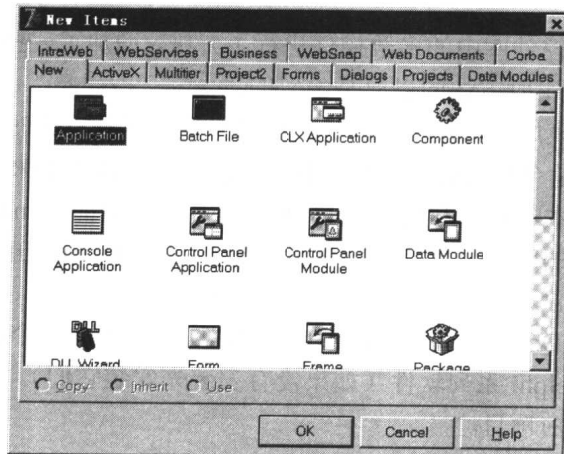 New Items
IntraWeb WebServices Business WebSnap Web Documents Corba
New ActiveX Multitier Project2 Forms Dialogs Projects Data Modules
Application Batch File CLX Application Component
Console Application Control Panel Application Control Panel Module Data Module
DLL Wizard Form Frame Package
Copy Inherit Use
OK Cancel Help